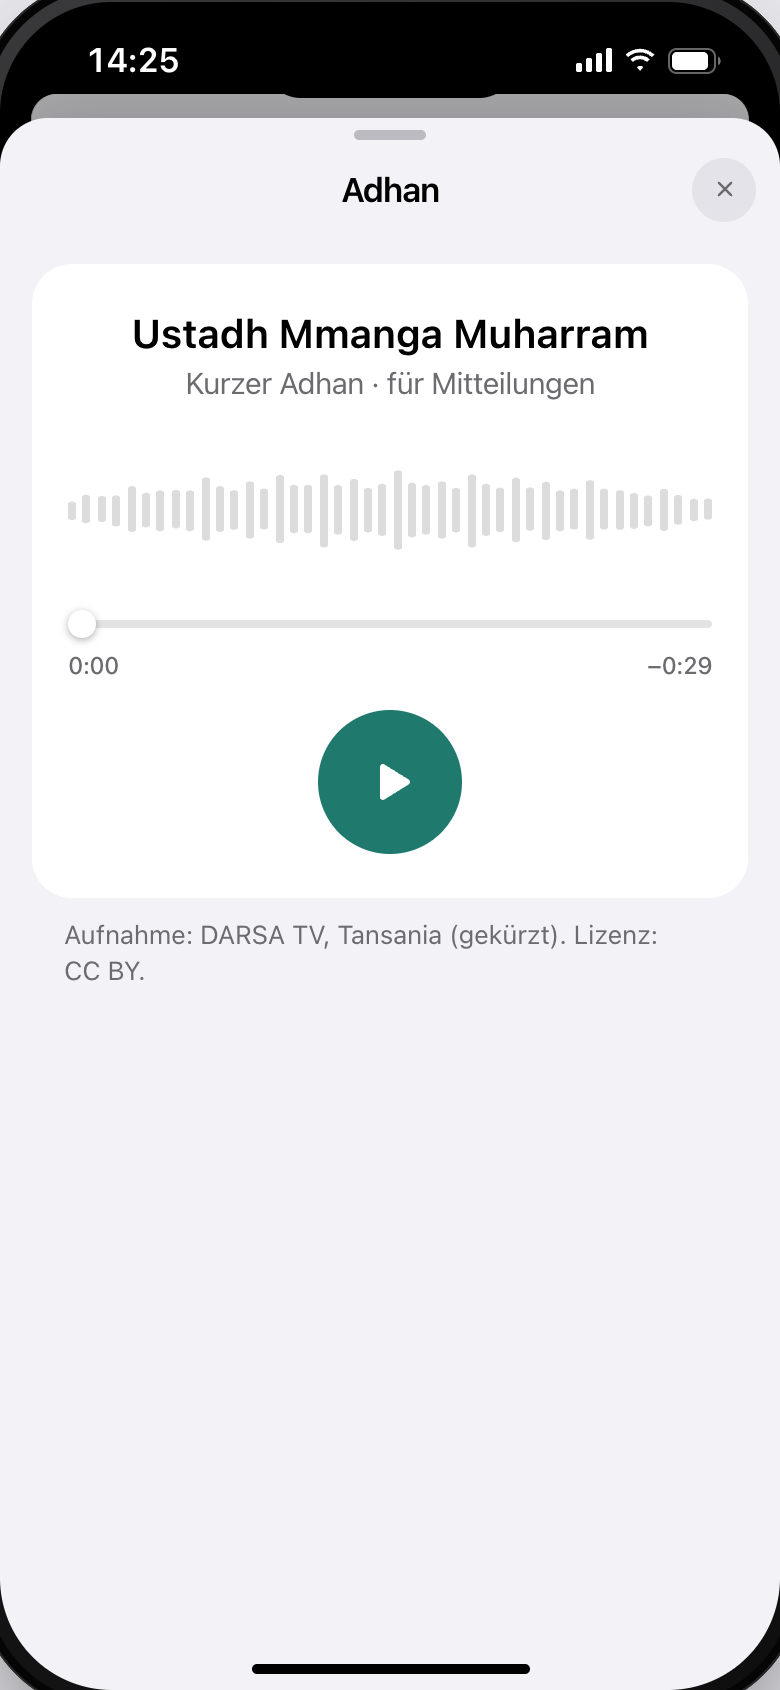 14:25
Adhan
Ustadh Mmanga Muharram
Kurzer Adhan · für Mitteilungen
0:00
−0:29
Aufnahme: DARSA TV, Tansania (gekürzt). Lizenz:
CC BY.